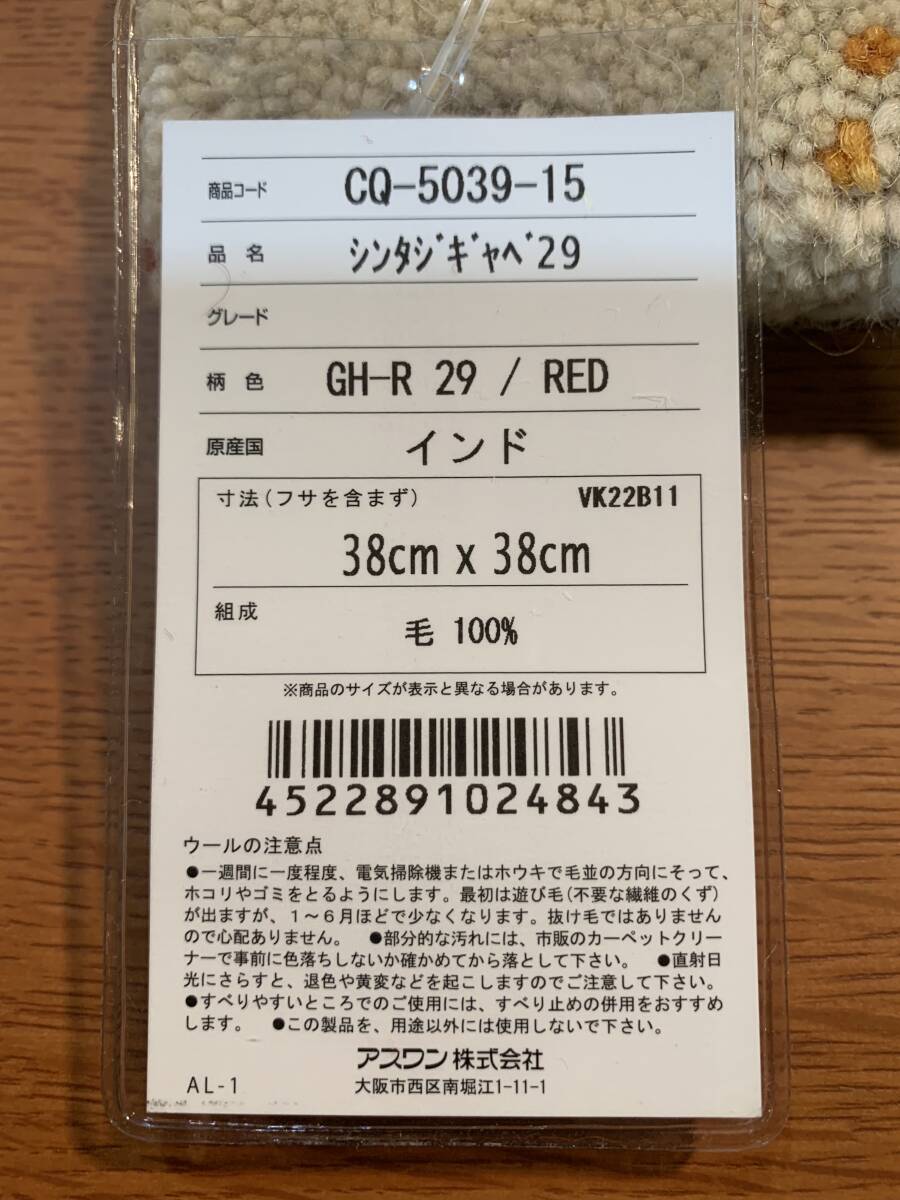 商品コード CQ-5039-15
品名 ｼﾝﾀｼﾞｷﾞｬﾍﾞ29
グレード
柄色 GH-R 29 / RED
原産国 インド
寸法(フサを含まず) VK22B11
38cm x 38cm
組成
毛 100%
※商品のサイズが表示と異なる場合があります。
4522891024843
ウールの注意点
●一週間に一度程度、電気掃除機またはホウキで毛並の方向にそって、
ホコリやゴミをとるようにします。最初は遊び毛(不要な繊維のくず)
が出ますが、1～6月ほどで少なくなります。抜け毛ではありません
ので心配ありません。 ●部分的な汚れには、市販のカーペットクリー
ナーで事前に色落ちしないか確かめてから落として下さい。 ●直射日
光にさらすと、退色や黄変などを起こしますのでご注意して下さい。
●すべりやすいところでのご使用には、すべり止めの併用をおすすめ
します。 ●この製品を、用途以外には使用しないで下さい。
アスワン株式会社
AL-1 大阪市西区南堀江1-11-1